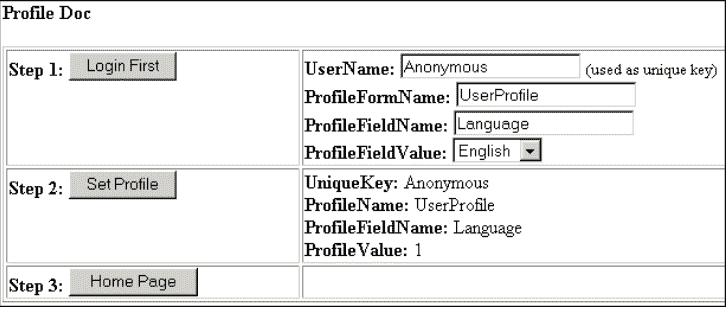 Profile Doc
Step 1: Login First
UserName: Anonymous (used as unique key)
ProfileFormName: UserProfile
ProfileFieldName: Language
ProfileFieldValue: English
Step 2: Set Profile
UniqueKey: Anonymous
ProfileName: UserProfile
ProfileFieldName: Language
ProfileValue: 1
Step 3: Home Page